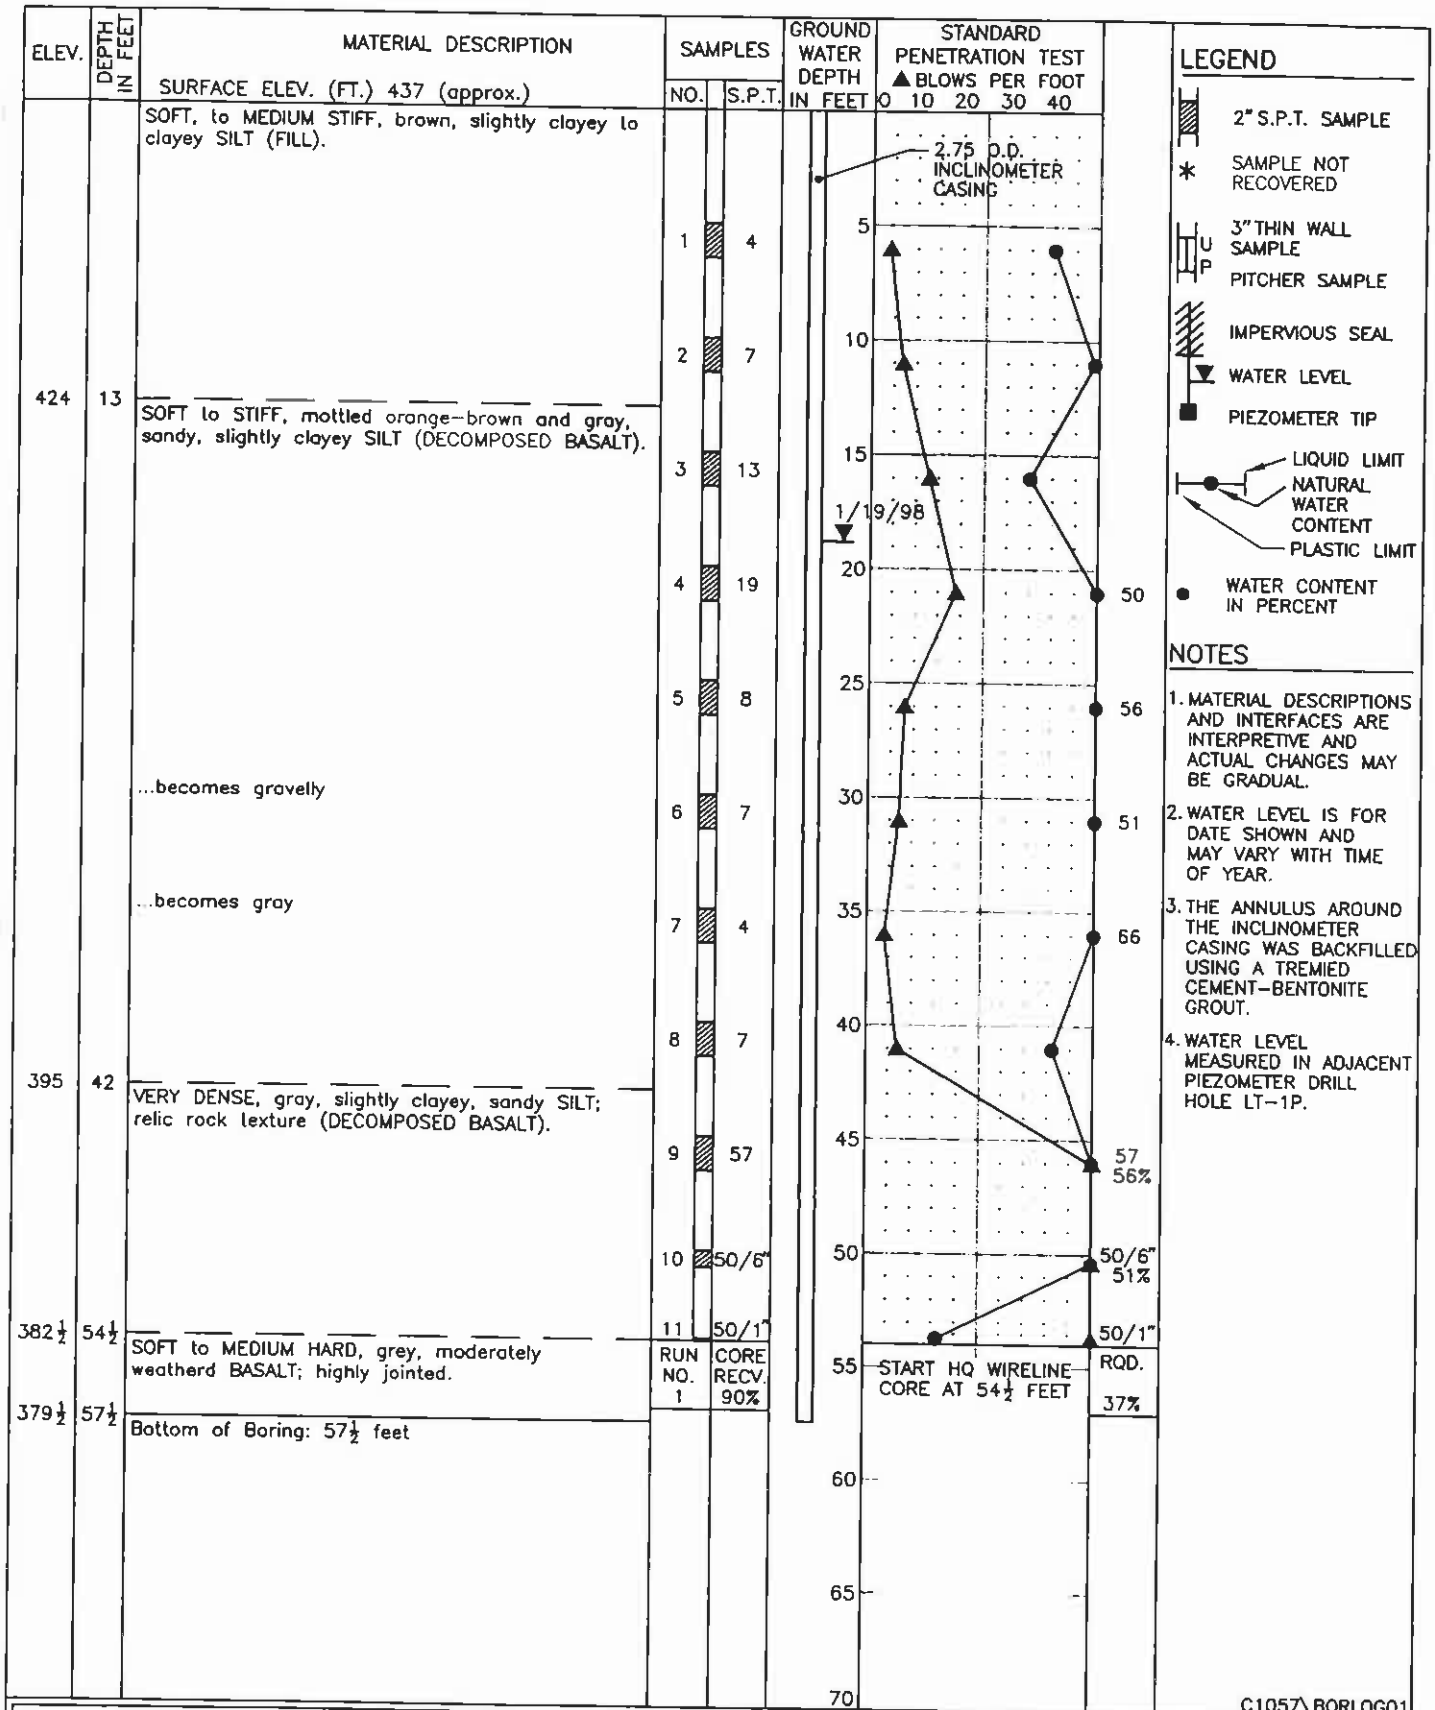 ELEV.
DEPTH
IN FEET
MATERIAL DESCRIPTION
SURFACE ELEV. (FT.) 437 (approx.)
SAMPLES
NO.
S.P.T.
GROUND
WATER
DEPTH
IN FEET
STANDARD
PENETRATION TEST
▲ BLOWS PER FOOT
0 10 20 30 40
SOFT, to MEDIUM STIFF, brown, slightly clayey to
clayey SILT (FILL).
2.75 O.D.
INCLINOMETER
CASING
5
1 4
10
2 7
424 13
SOFT to STIFF, mottled orange-brown and gray,
sandy, slightly clayey SILT (DECOMPOSED BASALT).
15
3 13
1/19/98
20
4 19
50
25
5 8
56
...becomes gravelly
30
6 7
51
...becomes gray
35
7 4
66
40
8 7
395 42
VERY DENSE, gray, slightly clayey, sandy SILT;
relic rock texture (DECOMPOSED BASALT).
45
9 57
57
56%
50
10 50/6"
50/6"
51%
11 50/1"
50/1"
382½ 54½
SOFT to MEDIUM HARD, grey, moderately
weatherd BASALT; highly jointed.
RUN
NO.
1
CORE
RECV.
90%
55
START HQ WIRELINE
CORE AT 54½ FEET
RQD.
37%
379½ 57½
Bottom of Boring: 57½ feet
60
65
70
LEGEND
2" S.P.T. SAMPLE
* SAMPLE NOT
RECOVERED
3" THIN WALL
U SAMPLE
P PITCHER SAMPLE
IMPERVIOUS SEAL
WATER LEVEL
PIEZOMETER TIP
LIQUID LIMIT
NATURAL
WATER
CONTENT
PLASTIC LIMIT
WATER CONTENT
IN PERCENT
NOTES
1. MATERIAL DESCRIPTIONS
AND INTERFACES ARE
INTERPRETIVE AND
ACTUAL CHANGES MAY
BE GRADUAL.
2. WATER LEVEL IS FOR
DATE SHOWN AND
MAY VARY WITH TIME
OF YEAR.
3. THE ANNULUS AROUND
THE INCLINOMETER
CASING WAS BACKFILLED
USING A TREMIED
CEMENT-BENTONITE
GROUT.
4. WATER LEVEL
MEASURED IN ADJACENT
PIEZOMETER DRILL
HOLE LT-1P.
C1057\BORLOG01